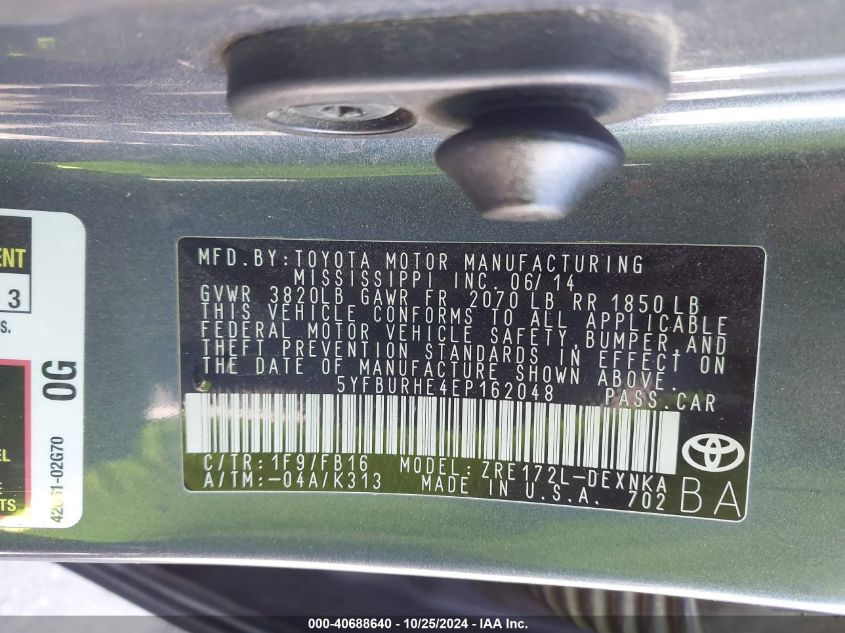 MFD.BY:TOYOTA MOTOR MANUFACTURING
MISSISSIPPI INC. 06/14
GVWR 3820LB GAWR FR 2070 LB RR 1850 LB
THIS VEHICLE CONFORMS TO ALL APPLICABLE
FEDERAL MOTOR VEHICLE SAFETY,BUMPER AND
THEFT PREVENTION STANDARDS IN EFFECT ON
THE DATE OF MANUFACTURE SHOWN ABOVE.
5YFBURHE4EP162048 PASS.CAR
C/TR:1F9/FB16 MODEL:ZRE172L-DEXNKA
A/TM:-04A/K313 MADE IN U.S.A. 702
BA
3
0G
000-40688640 / 10/25/2024 - IAA Inc.